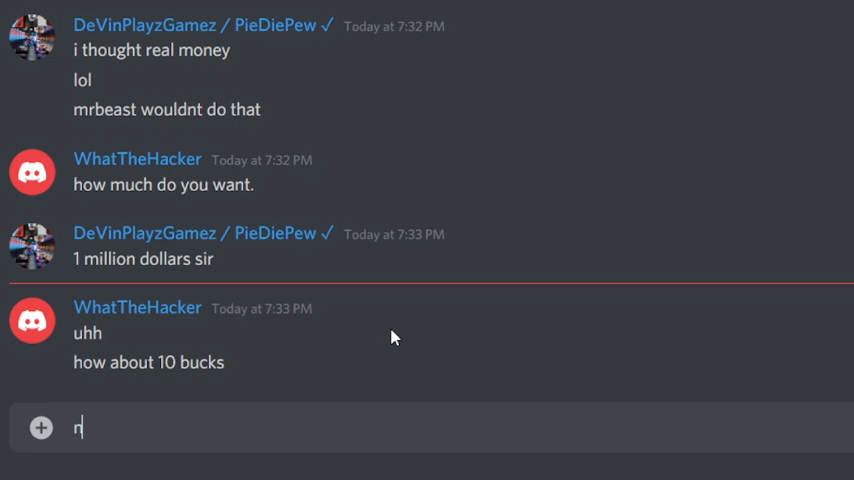 DeVinPlayzGamez / PieDiePew ✓ Today at 7:32 PM
i thought real money
lol
mrbeast wouldnt do that
WhatTheHacker Today at 7:32 PM
how much do you want.
DeVinPlayzGamez / PieDiePew ✓ Today at 7:33 PM
1 million dollars sir
WhatTheHacker Today at 7:33 PM
uhh
how about 10 bucks
n